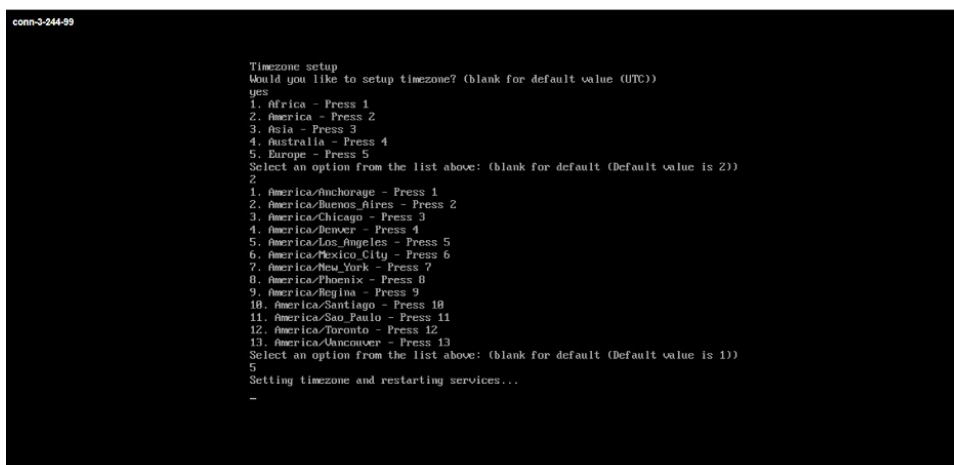 conn-3-244-99
Timezone setup
Would you like to setup timezone? (blank for default value (UTC))
yes
1. Africa - Press 1
2. America - Press 2
3. Asia - Press 3
4. Australia - Press 4
5. Europe - Press 5
Select an option from the list above: (blank for default (Default value is 2))
2
1. America/Anchorage - Press 1
2. America/Buenos_Aires - Press 2
3. America/Chicago - Press 3
4. America/Denver - Press 4
5. America/Los_Angeles - Press 5
6. America/Mexico_City - Press 6
7. America/New_York - Press 7
8. America/Phoenix - Press 8
9. America/Regina - Press 9
10. America/Santiago - Press 10
11. America/Sao_Paulo - Press 11
12. America/Toronto - Press 12
13. America/Vancouver - Press 13
Select an option from the list above: (blank for default (Default value is 1))
5
Setting timezone and restarting services...
_